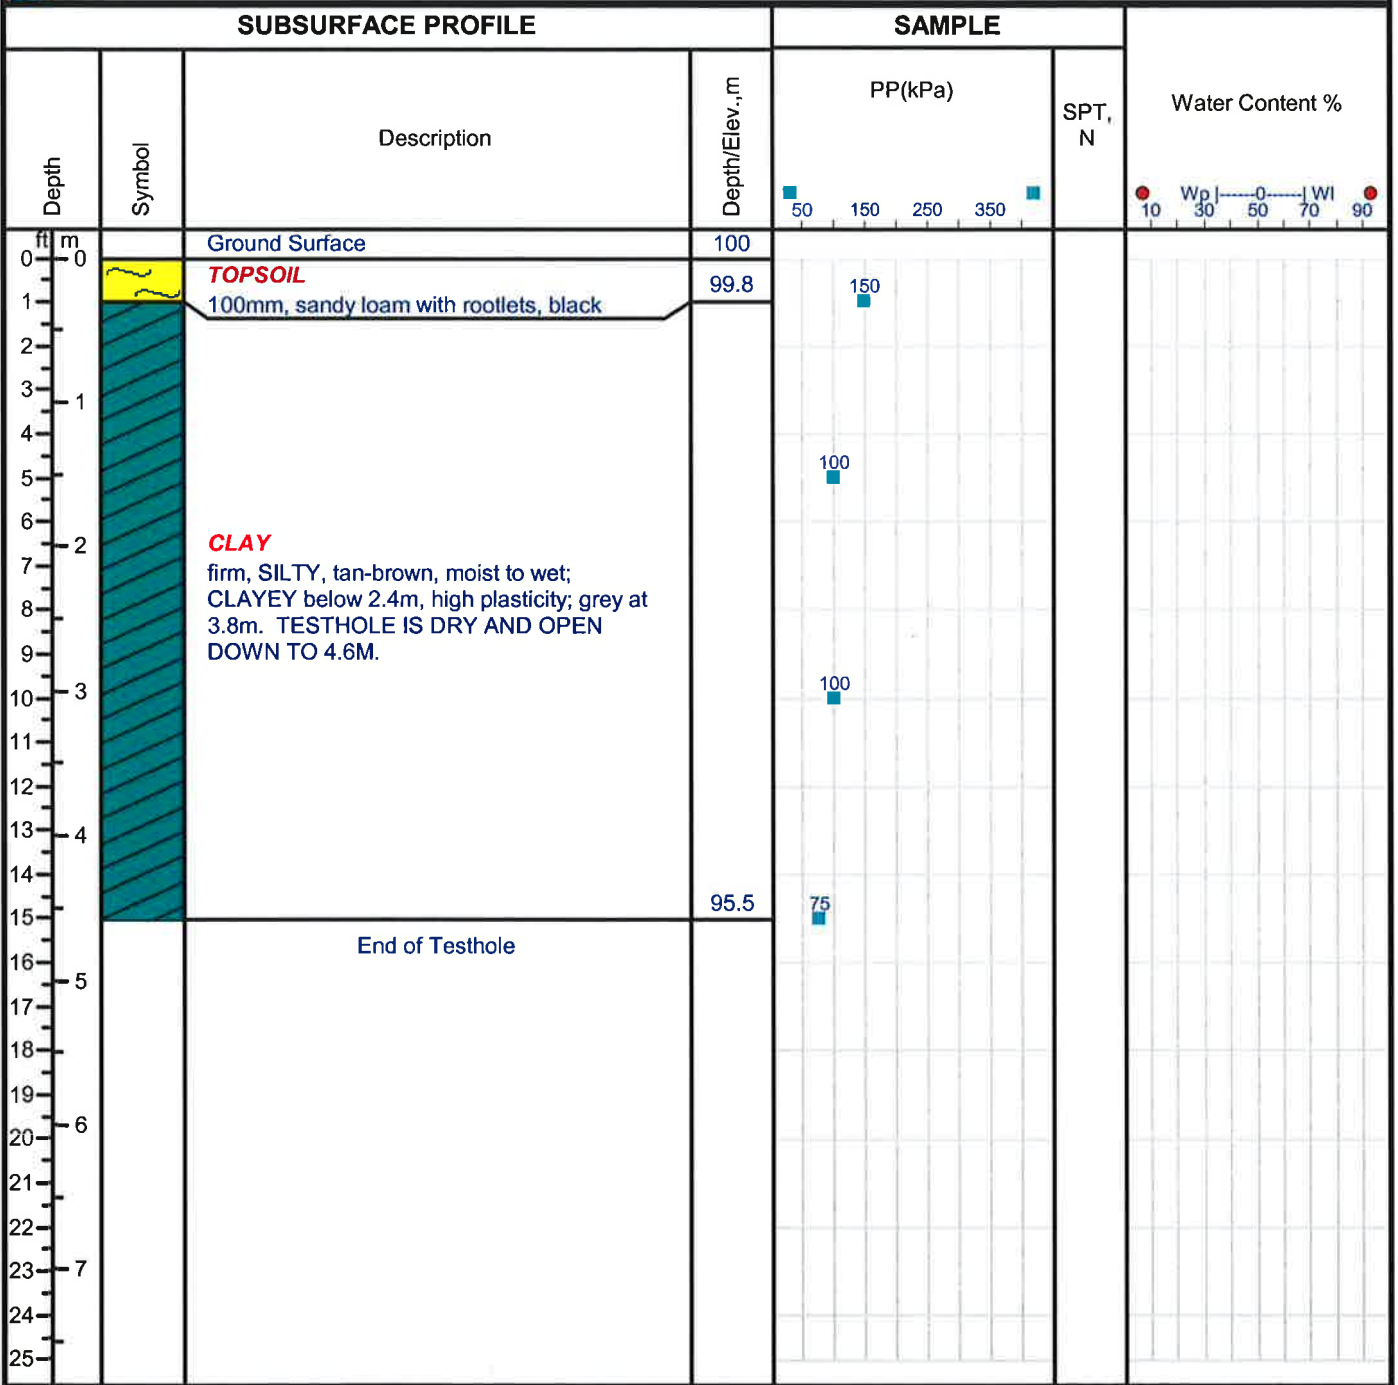 SUBSURFACE PROFILE
SAMPLE
Depth
Symbol
Description
Depth/Elev.,m
PP(kPa)
50 150 250 350
SPT,
N
Water Content %
Wp |-----0------| Wl
10 30 50 70 90
ft m
Ground Surface
100
TOPSOIL
100mm, sandy loam with rootlets, black
99.8
CLAY
firm, SILTY, tan-brown, moist to wet;
CLAYEY below 2.4m, high plasticity; grey at
3.8m. TESTHOLE IS DRY AND OPEN
DOWN TO 4.6M.
95.5
End of Testhole
150
100
100
75
0 0
1
2
3
1
4
5
6
2
7
8
9
3
10
11
12
13
4
14
15
16
5
17
18
19
6
20
21
22
23 7
24
25